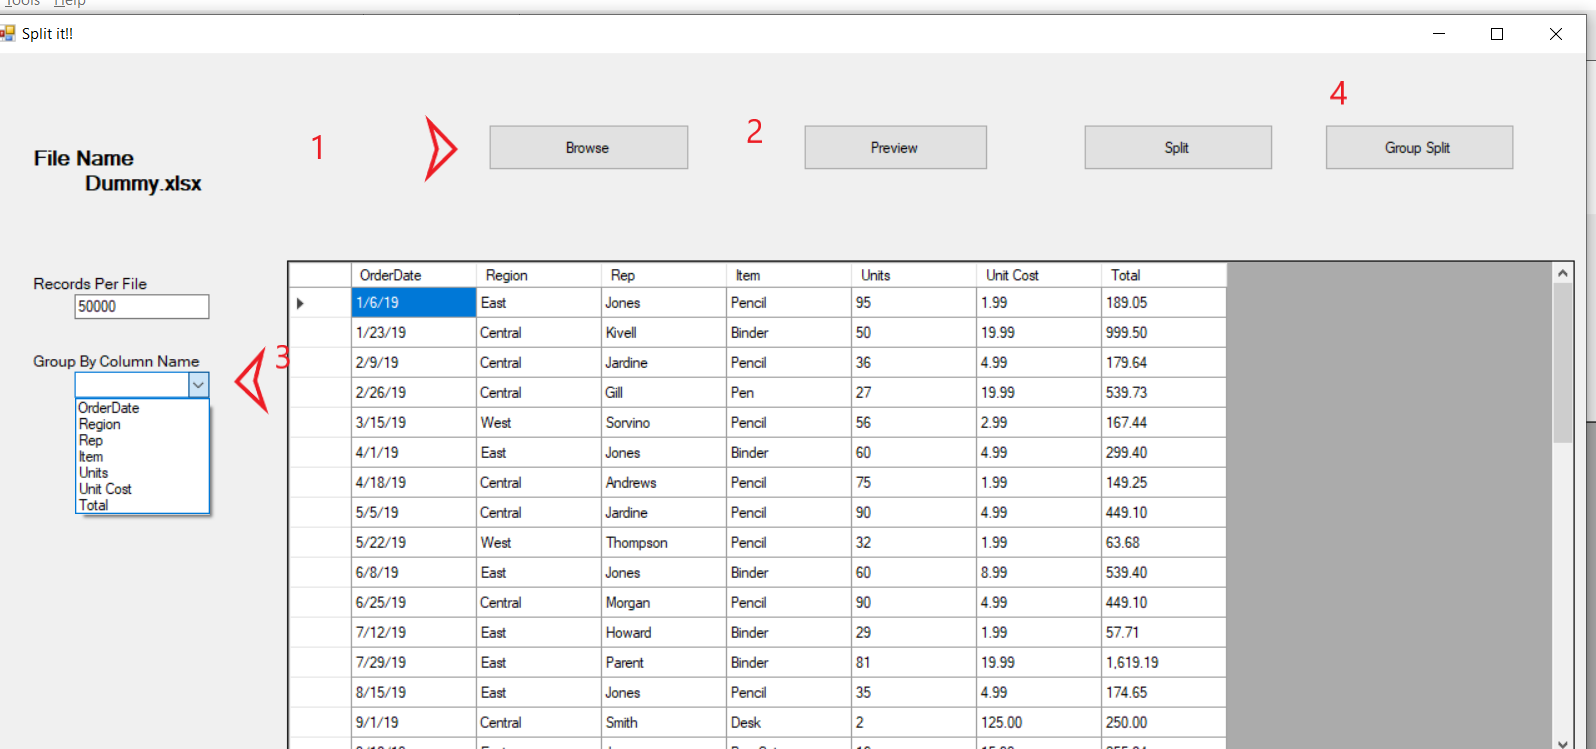 Tools Help
Split it!!
4
1 2
Browse Preview Split Group Split
File Name
Dummy.xlsx
Records Per File
50000
3
Group By Column Name
OrderDate
Region
Rep
Item
Units
Unit Cost
Total
OrderDate Region Rep Item Units Unit Cost Total
1/6/19 East Jones Pencil 95 1.99 189.05
1/23/19 Central Kivell Binder 50 19.99 999.50
2/9/19 Central Jardine Pencil 36 4.99 179.64
2/26/19 Central Gill Pen 27 19.99 539.73
3/15/19 West Sorvino Pencil 56 2.99 167.44
4/1/19 East Jones Binder 60 4.99 299.40
4/18/19 Central Andrews Pencil 75 1.99 149.25
5/5/19 Central Jardine Pencil 90 4.99 449.10
5/22/19 West Thompson Pencil 32 1.99 63.68
6/8/19 East Jones Binder 60 8.99 539.40
6/25/19 Central Morgan Pencil 90 4.99 449.10
7/12/19 East Howard Binder 29 1.99 57.71
7/29/19 East Parent Binder 81 19.99 1,619.19
8/15/19 East Jones Pencil 35 4.99 174.65
9/1/19 Central Smith Desk 2 125.00 250.00